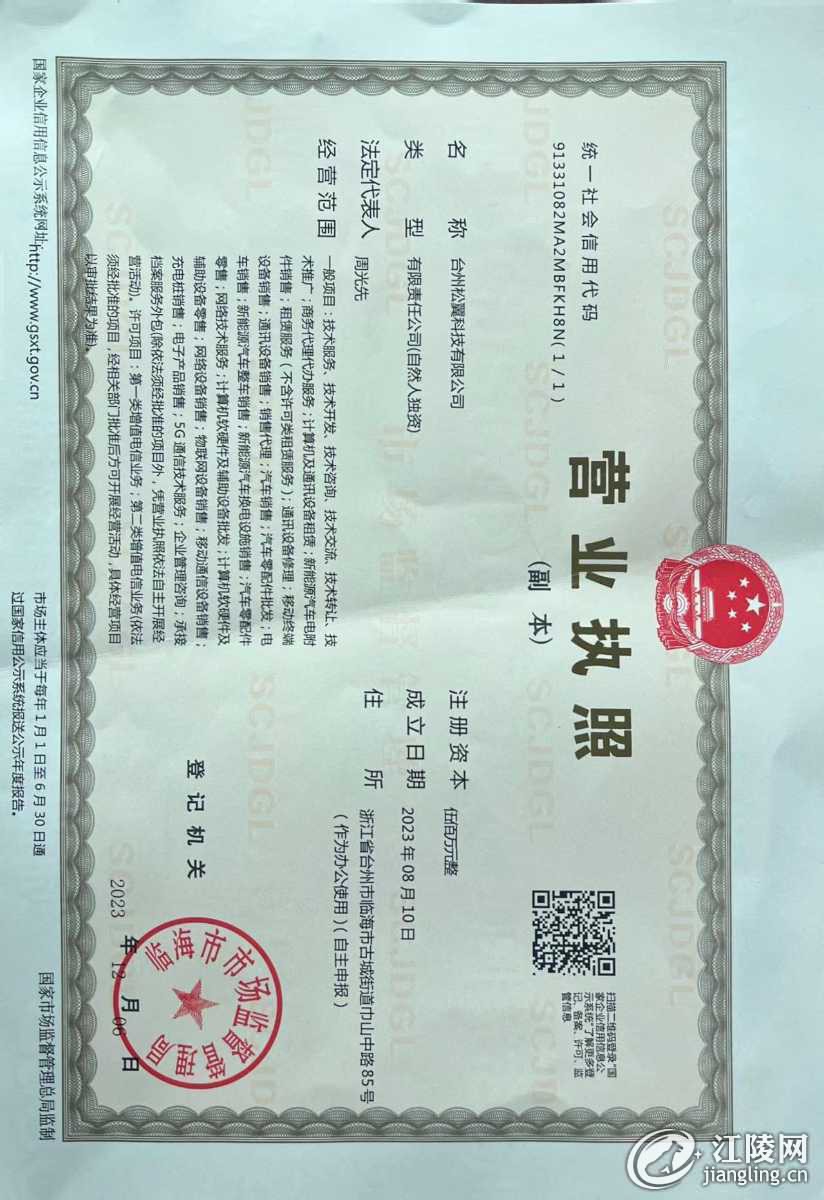 统一社会信用代码
91331082MA2MBFKH8N(1/1)
营业执照
(副 本)
扫描二维码登录“国
家企业信用信息公
示系统”了解更多登
记、备案、许可、监
管信息
名 称 台州松翼科技有限公司
类 型 有限责任公司(自然人独资)
法定代表人 周光先
经营范围 一般项目：技术服务、技术开发、技术咨询、技术交流、技术转让、技
术推广；商务代理代办服务；计算机及通讯设备租赁；新能源汽车电附
件销售；租赁服务（不含许可类租赁服务）；通讯设备修理；移动终端
设备销售；通讯设备销售；销售代理；汽车销售；汽车零配件批发；电
车销售；新能源汽车整车销售；新能源汽车换电设施销售；汽车零配件
零售；网络技术服务；计算机软硬件及辅助设备批发；计算机软硬件及
辅助设备零售；网络设备销售；物联网设备销售；移动通信设备销售；
充电桩销售；电子产品销售；5G通信技术服务；企业管理咨询；承接
档案服务外包(除依法须经批准的项目外，凭营业执照依法自主开展经
营活动)。许可项目：第一类增值电信业务；第二类增值电信业务(依法
须经批准的项目，经相关部门批准后方可开展经营活动，具体经营项目
以审批结果为准)。
注册资本 伍佰万元整
成立日期 2023年08月10日
住 所 浙江省台州市临海市古城街道巾山中路85号
（作为办公使用）（自主申报）
登记机关
临海市市场监督管理局
2023 年 12 月 06 日
国家企业信用信息公示系统网址：http://www.gsxt.gov.cn
市场主体应当于每年1月1日至6月30日通
过国家信用公示系统报送公示年度报告。
国家市场监督管理总局监制
SCJDGL
江陵网
jiangling.cn